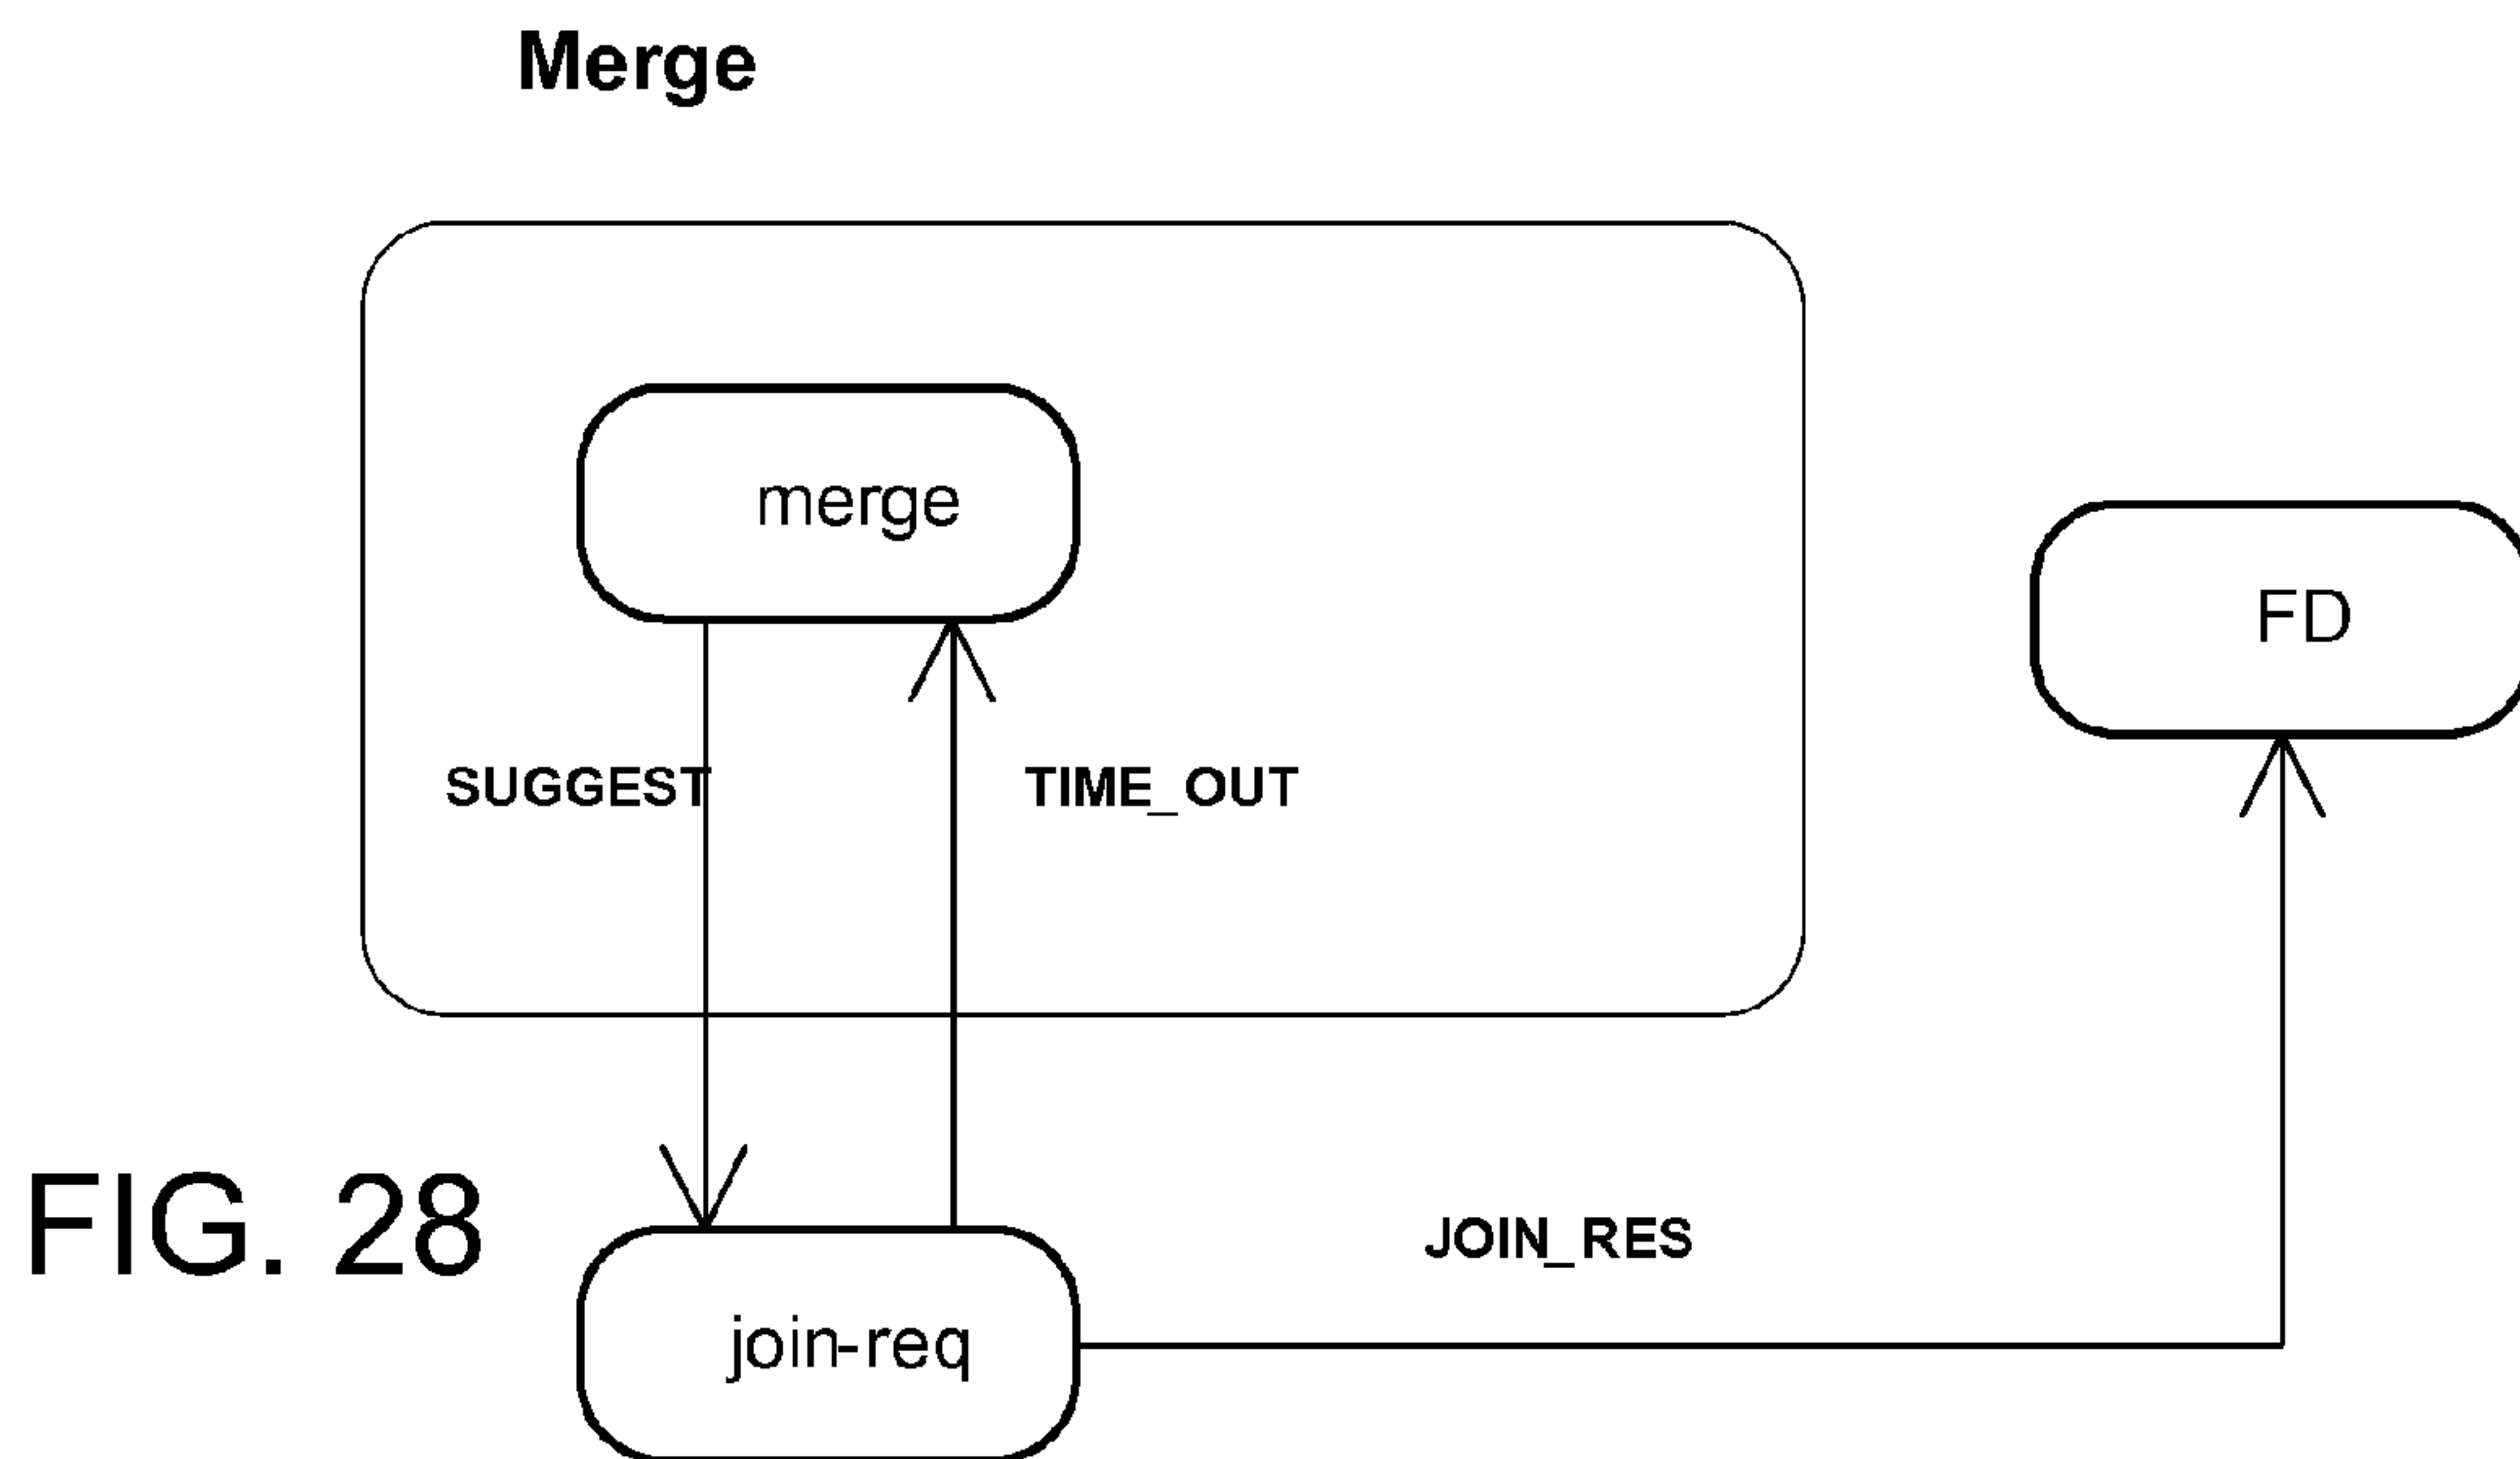 Merge
merge
FD
SUGGEST
TIME_OUT
FIG. 28
JOIN_RES
join-req